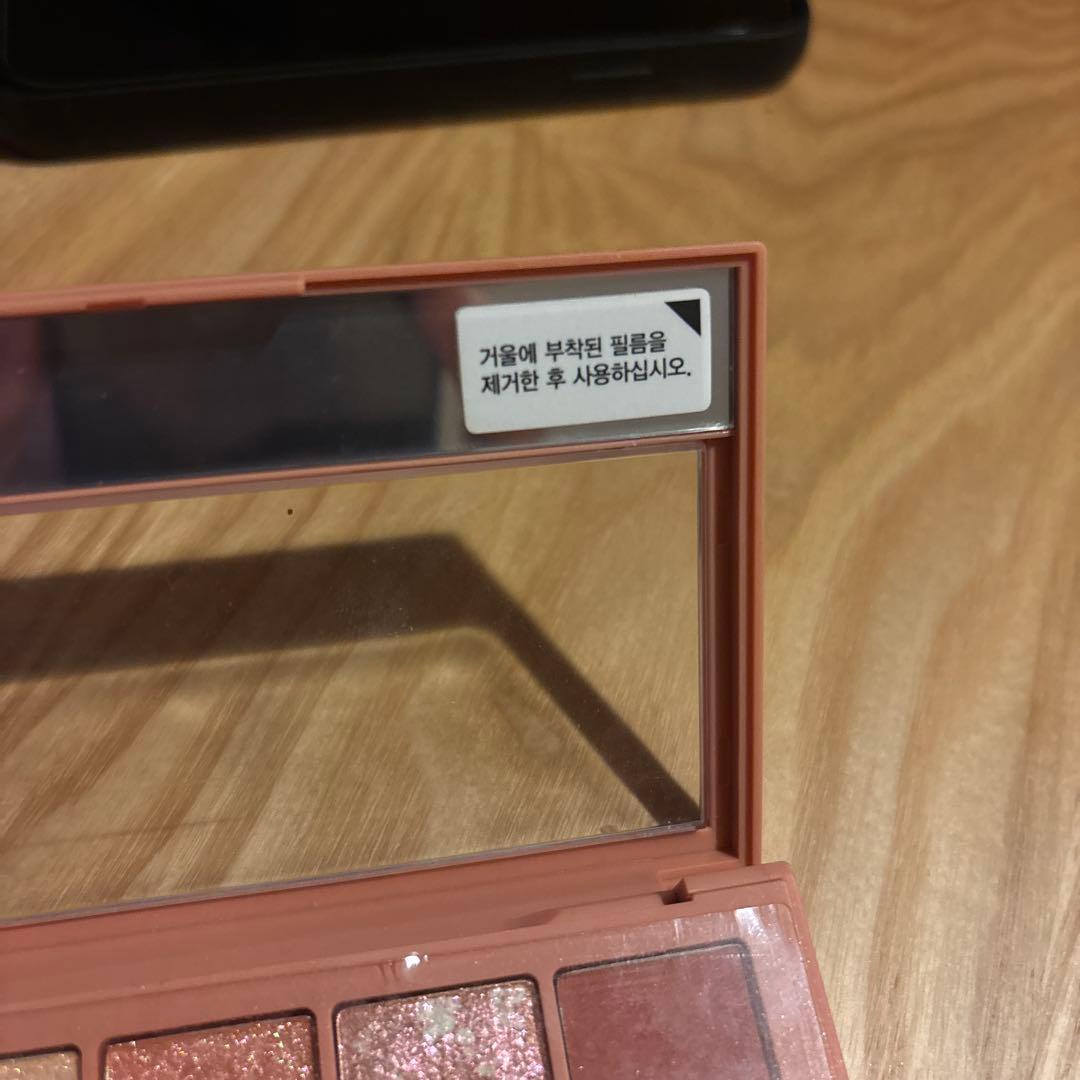 거울에 부착된 필름을
제거한 후 사용하십시오.